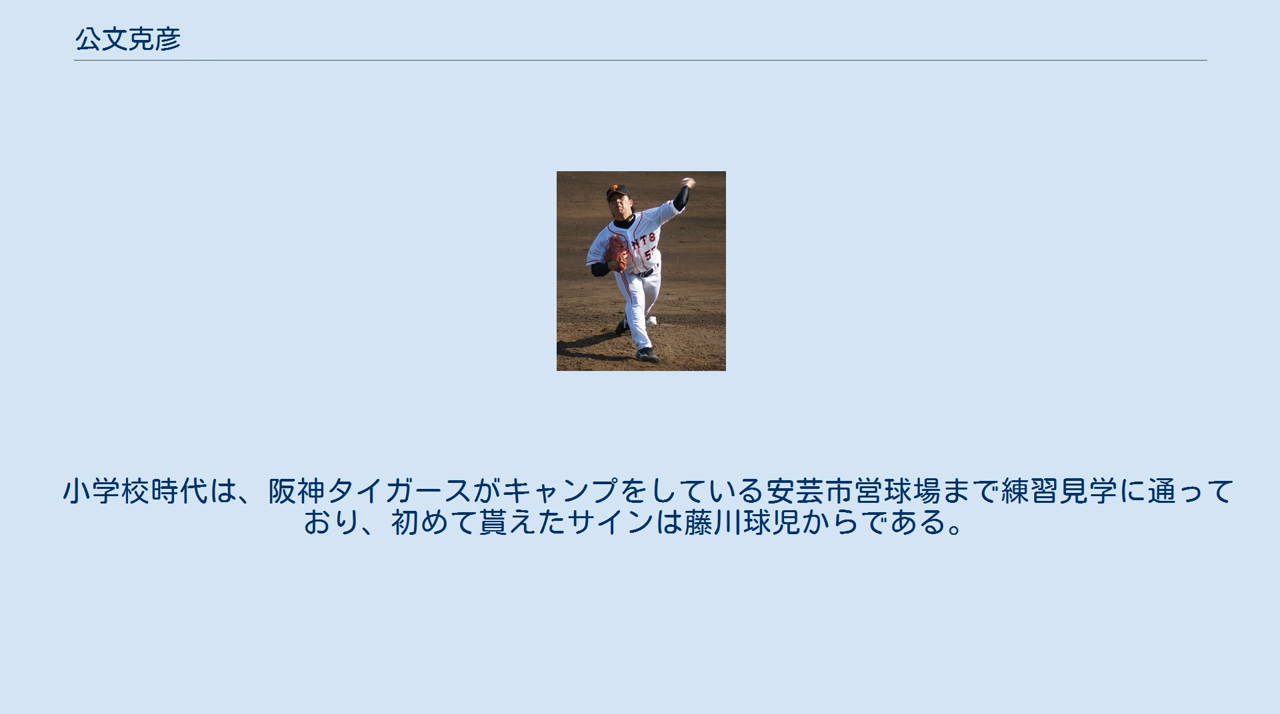 公文克彦
NTS
小学校時代は、阪神タイガースがキャンプをしている安芸市営球場まで練習見学に通って
おり、初めて貰えたサインは藤川球児からである。